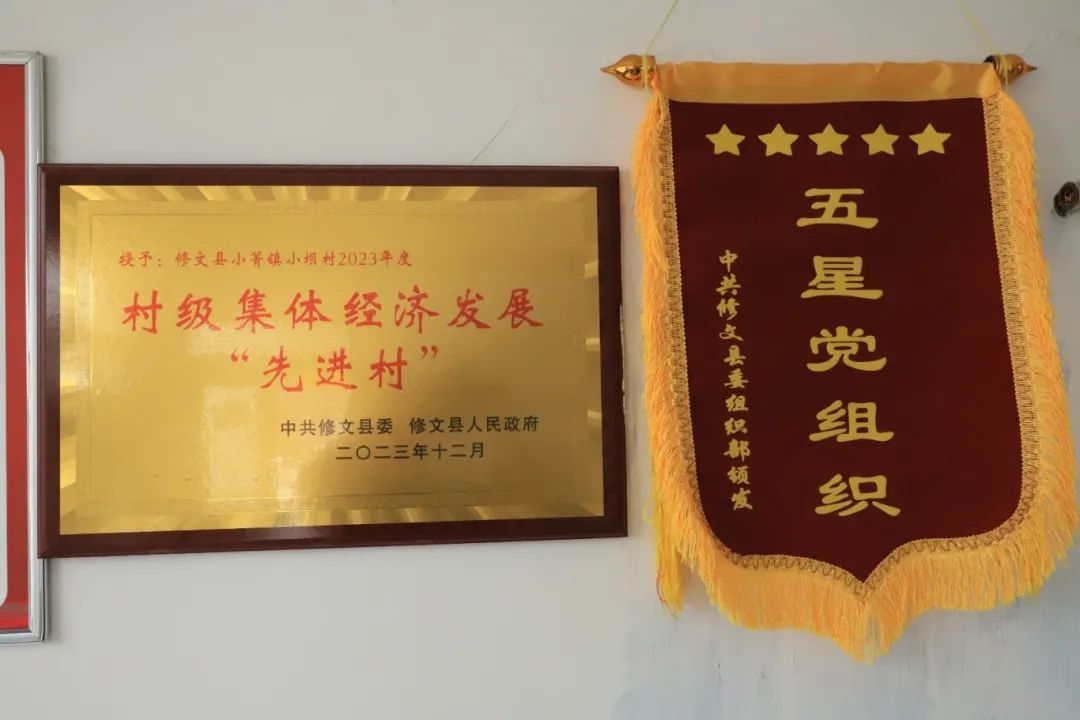 授予：修文县小箐镇小坝村2023年度
村级集体经济发展
“先进村”
中共修文县委 修文县人民政府
二〇二三年十二月
★★★★★
五星党组织
中共修文县委组织部颁发